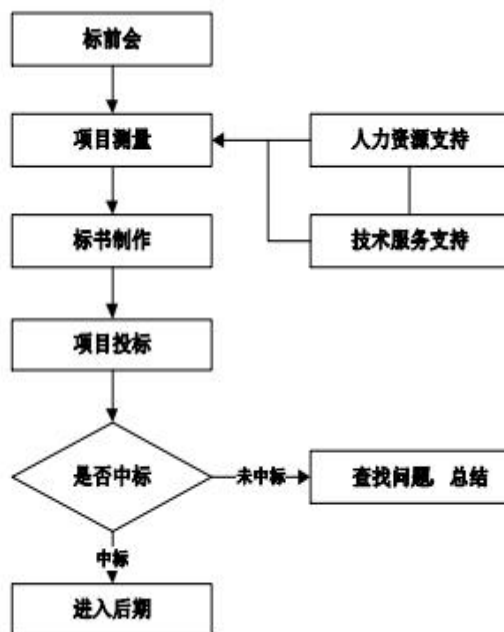 标前会
项目测量
人力资源支持
标书制作
技术服务支持
项目投标
是否中标
未中标
查找问题，总结
中标
进入后期